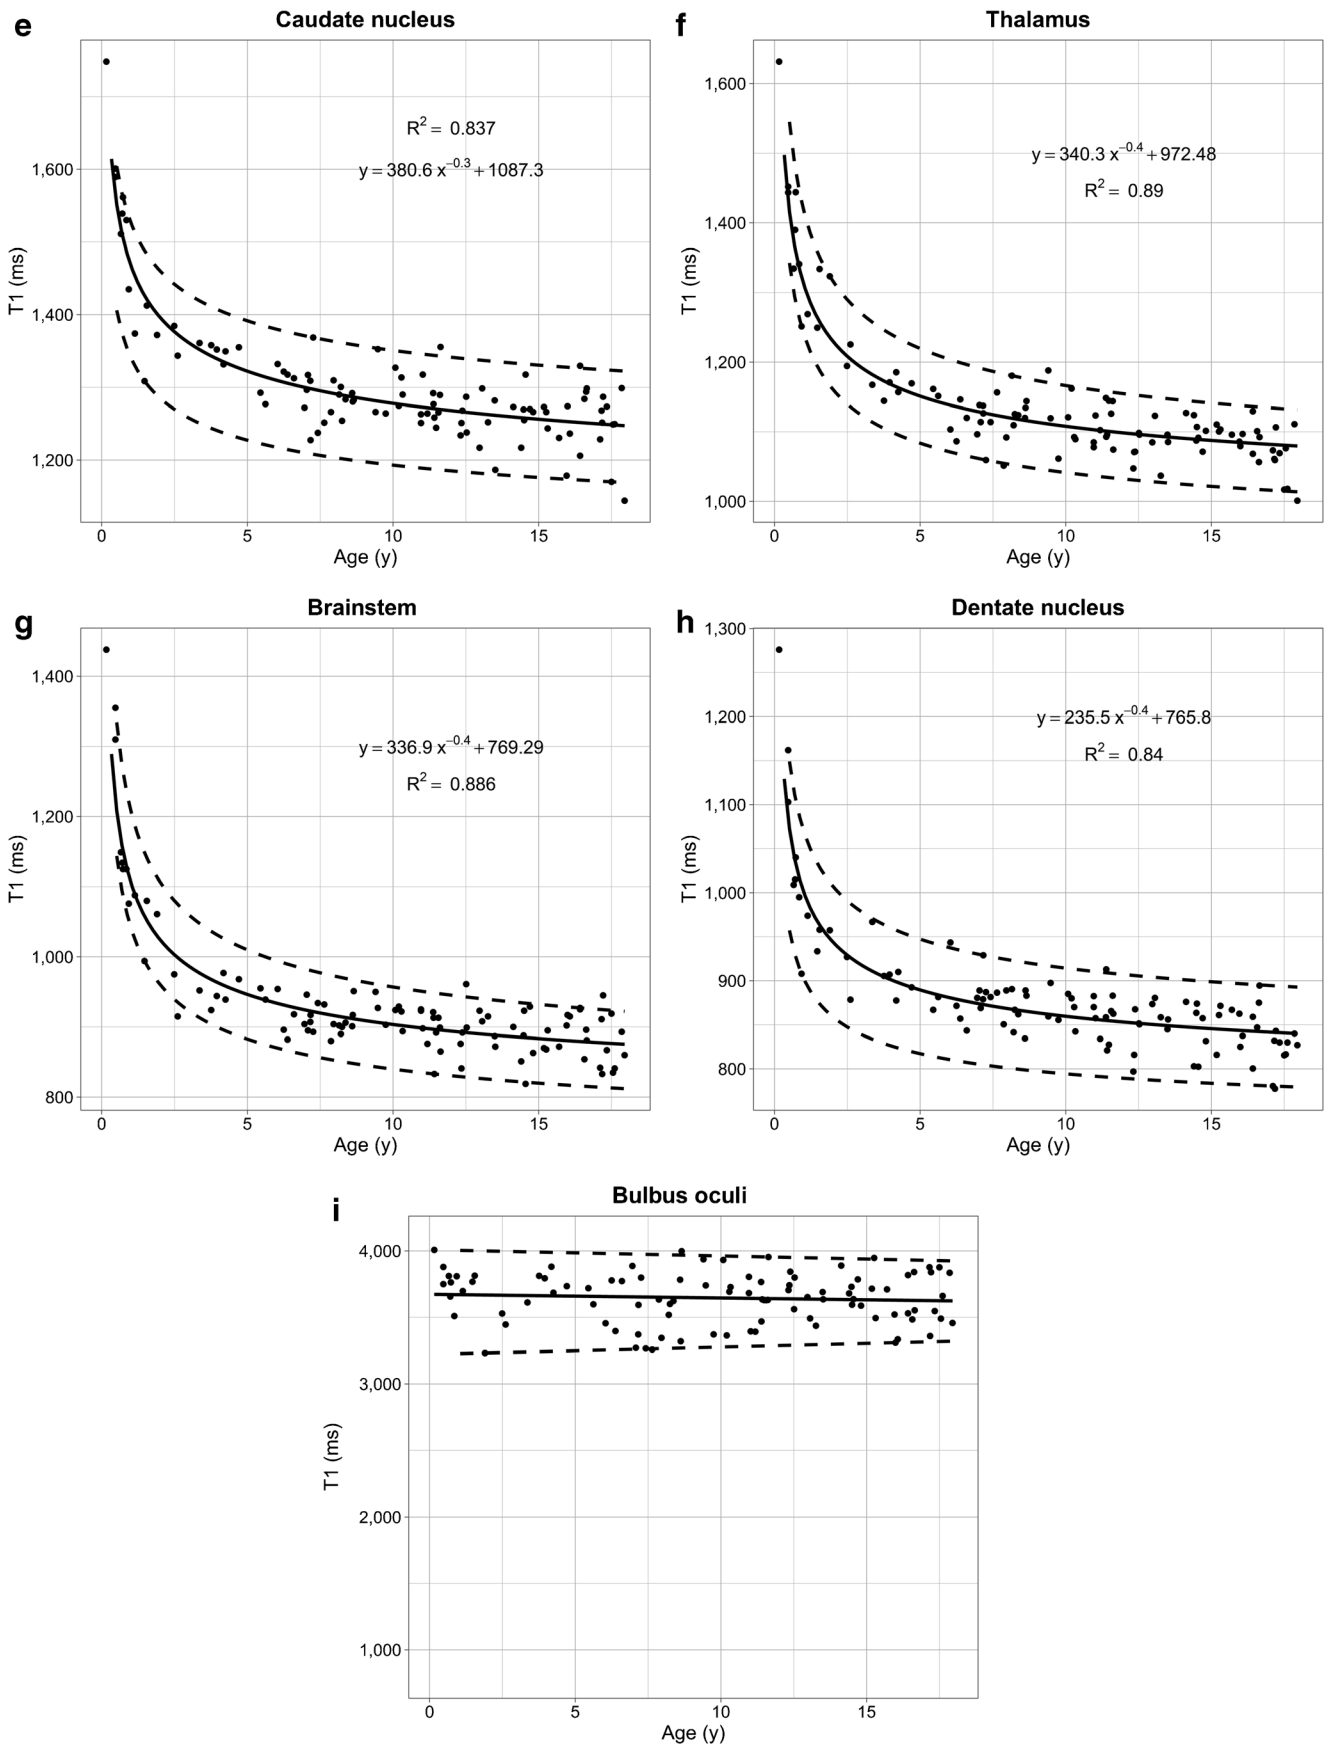 e
Caudate nucleus
R2 = 0.837
y = 380.6 x−0.3 + 1087.3
1,600
1,400
1,200
T1 (ms)
0 5 10 15
Age (y)
f
Thalamus
1,600
y = 340.3 x−0.4 + 972.48
R2 = 0.89
1,400
1,200
1,000
T1 (ms)
0 5 10 15
Age (y)
g
Brainstem
1,400
y = 336.9 x−0.4 + 769.29
R2 = 0.886
1,200
1,000
800
T1 (ms)
0 5 10 15
Age (y)
h
Dentate nucleus
1,300
1,200
y = 235.5 x−0.4 + 765.8
R2 = 0.84
1,100
1,000
900
800
T1 (ms)
0 5 10 15
Age (y)
i
Bulbus oculi
4,000
3,000
2,000
1,000
T1 (ms)
0 5 10 15
Age (y)